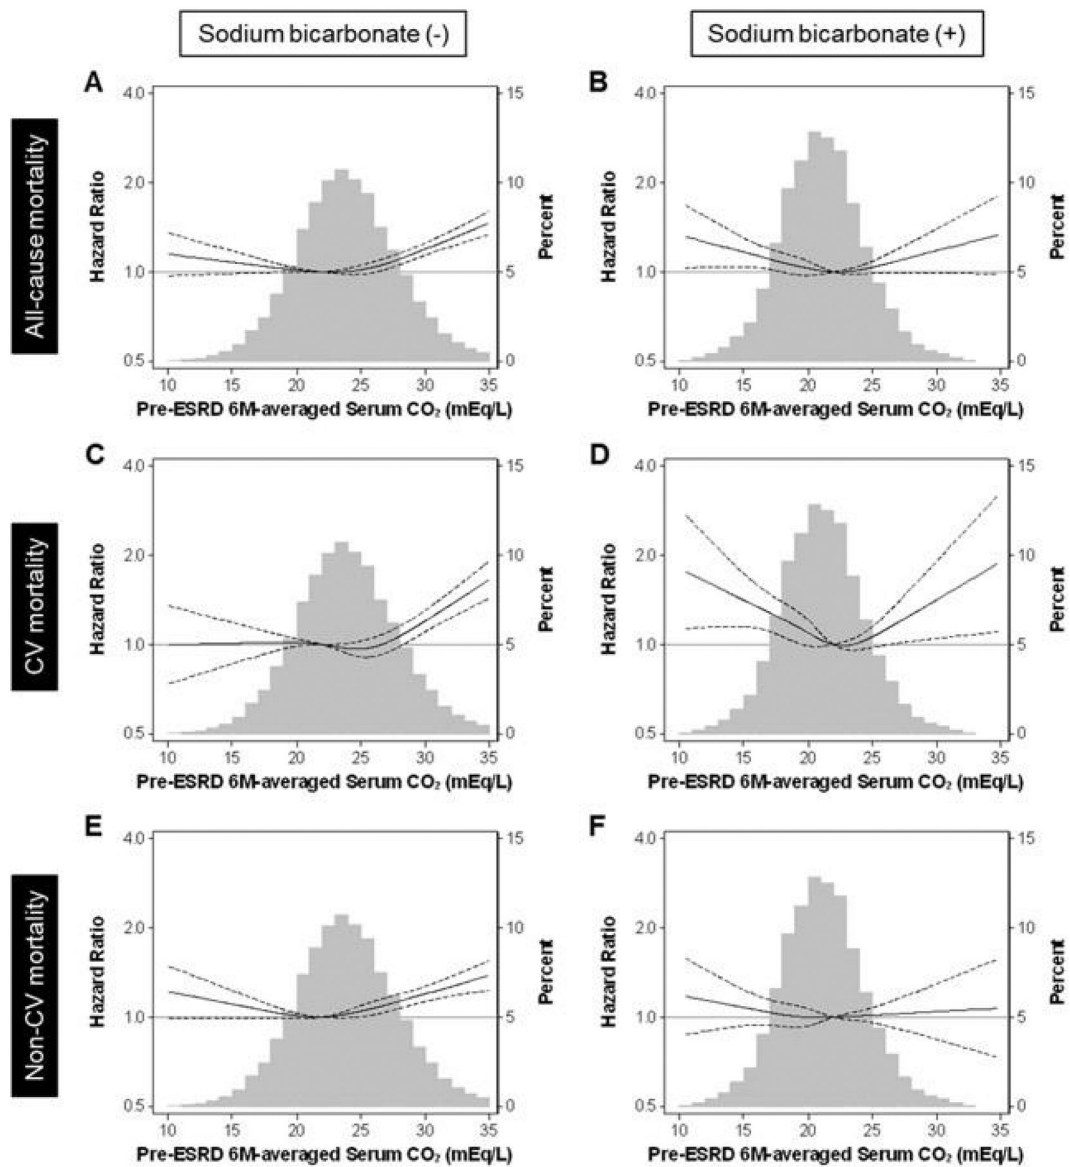 Sodium bicarbonate (-)
Sodium bicarbonate (+)
All-cause mortality
A
4.0
2.0
1.0
0.5
Hazard Ratio
15
10
5
0
Percent
10 15 20 25 30 35
Pre-ESRD 6M-averaged Serum CO₂ (mEq/L)
B
4.0
2.0
1.0
0.5
Hazard Ratio
15
10
5
0
Percent
10 15 20 25 30 35
Pre-ESRD 6M-averaged Serum CO₂ (mEq/L)
CV mortality
C
4.0
2.0
1.0
0.5
Hazard Ratio
15
10
5
0
Percent
10 15 20 25 30 35
Pre-ESRD 6M-averaged Serum CO₂ (mEq/L)
D
4.0
2.0
1.0
0.5
Hazard Ratio
15
10
5
0
Percent
10 15 20 25 30 35
Pre-ESRD 6M-averaged Serum CO₂ (mEq/L)
Non-CV mortality
E
4.0
2.0
1.0
0.5
Hazard Ratio
15
10
5
0
Percent
10 15 20 25 30 35
Pre-ESRD 6M-averaged Serum CO₂ (mEq/L)
F
4.0
2.0
1.0
0.5
Hazard Ratio
15
10
5
0
Percent
10 15 20 25 30 35
Pre-ESRD 6M-averaged Serum CO₂ (mEq/L)